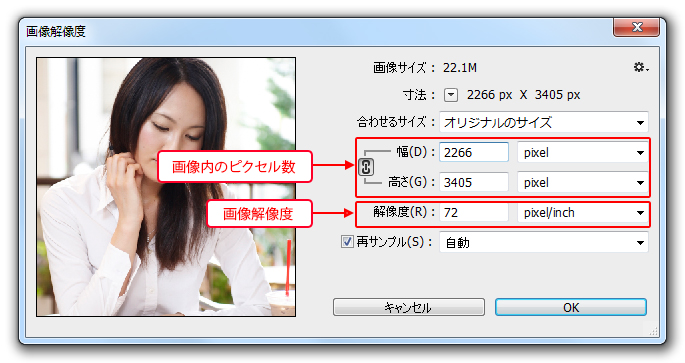 画像解像度
画像サイズ： 22.1M
寸法： 2266 px X 3405 px
合わせるサイズ： オリジナルのサイズ
幅(D)： 2266 pixel
画像内のピクセル数
高さ(G)： 3405 pixel
画像解像度
解像度(R)： 72 pixel/inch
再サンプル(S)： 自動
キャンセル OK